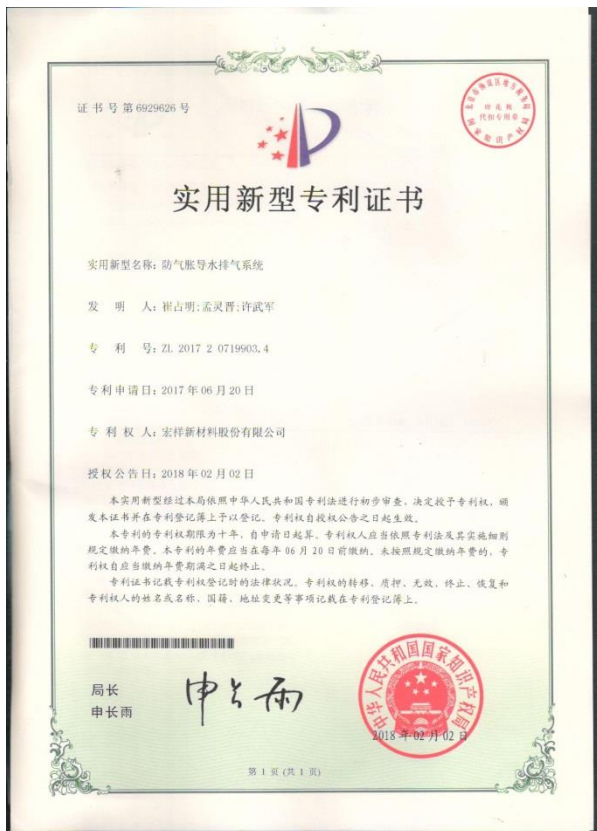 证书号第6929626号
印花税
代扣专用章
实用新型专利证书
实用新型名称：防气胀导水排气系统
发 明 人：崔占明;孟灵晋;许武军
专 利 号：ZL 2017 2 0719903.4
专利申请日：2017年06月20日
专 利 权 人：宏祥新材料股份有限公司
授权公告日：2018年02月02日
本实用新型经过本局依照中华人民共和国专利法进行初步审查，决定授予专利权，颁
发本证书并在专利登记簿上予以登记。专利权自授权公告之日起生效。
本专利的专利权期限为十年，自申请日起算。专利权人应当依照专利法及其实施细则
规定缴纳年费。本专利的年费应当在每年06月20日前缴纳。未按照规定缴纳年费的，专
利权自应当缴纳年费期满之日起终止。
专利证书记载专利权登记时的法律状况。专利权的转移、质押、无效、终止、恢复和
专利权人的姓名或名称、国籍、地址变更等事项记载在专利登记簿上。
局长
申长雨
申长雨
中华人民共和国国家知识产权局
2018年02月02日
第1页(共1页)